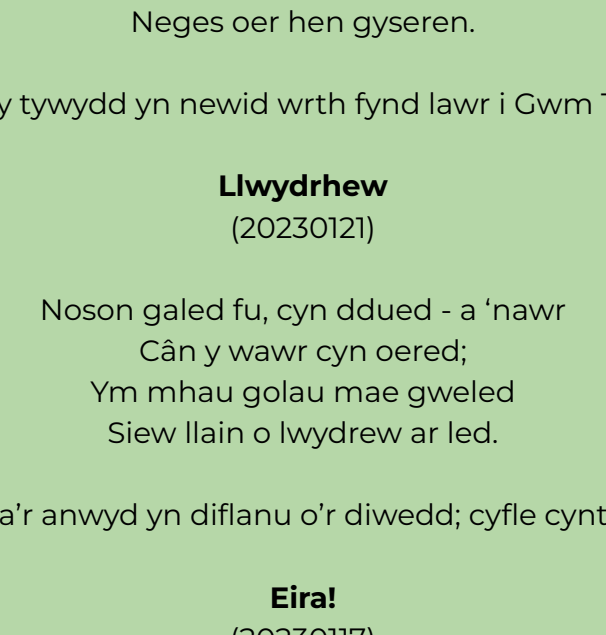 Neges oer hen gyseren.
y tywydd yn newid wrth fynd lawr i Gwm
Llwydrhew
(20230121)
Noson galed fu, cyn ddued - a ‘nawr
Cân y wawr cyn oered;
Ym mhau golau mae gweled
Siew llain o lwydrew ar led.
a’r anwyd yn diflanu o’r diwedd; cyfle
Eira!
(20230117)